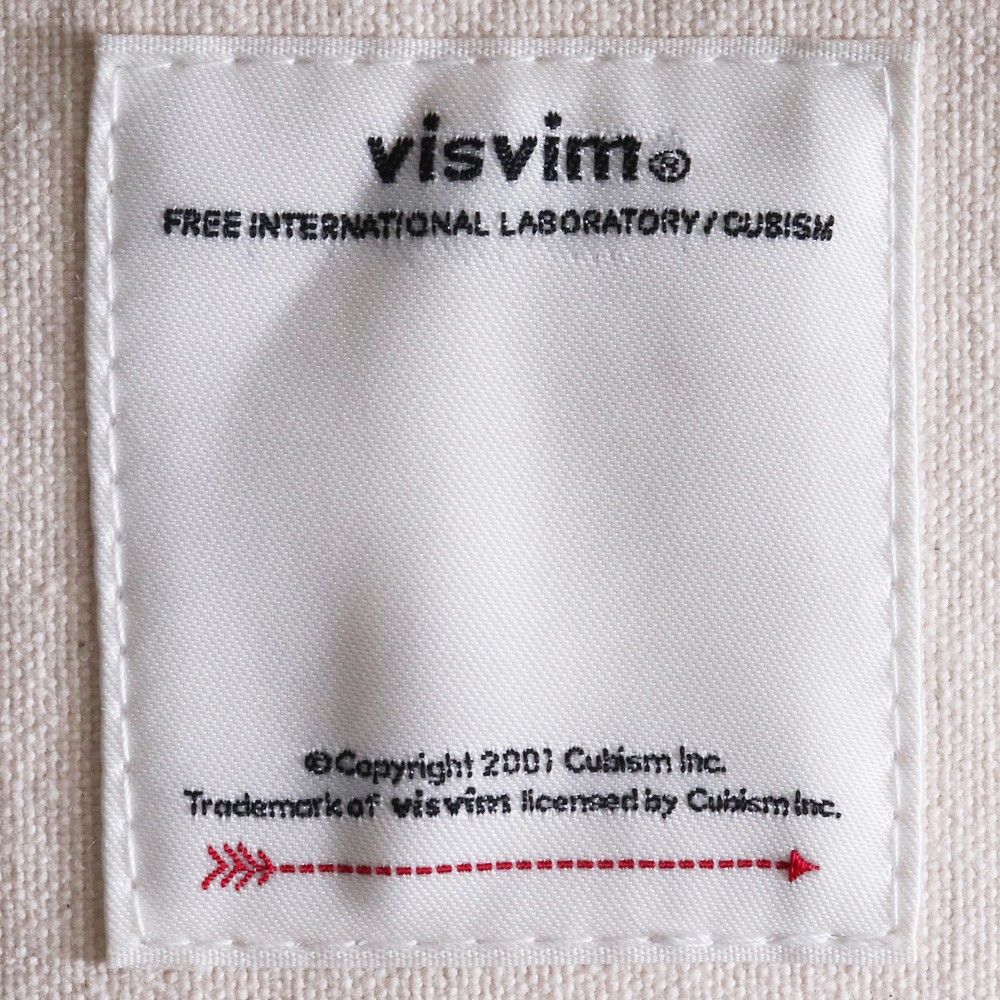 visvim®
FREE INTERNATIONAL LABORATORY / CUBISM
©Copyright 2001 Cubism Inc.
Trademark of visvim licensed by Cubism Inc.